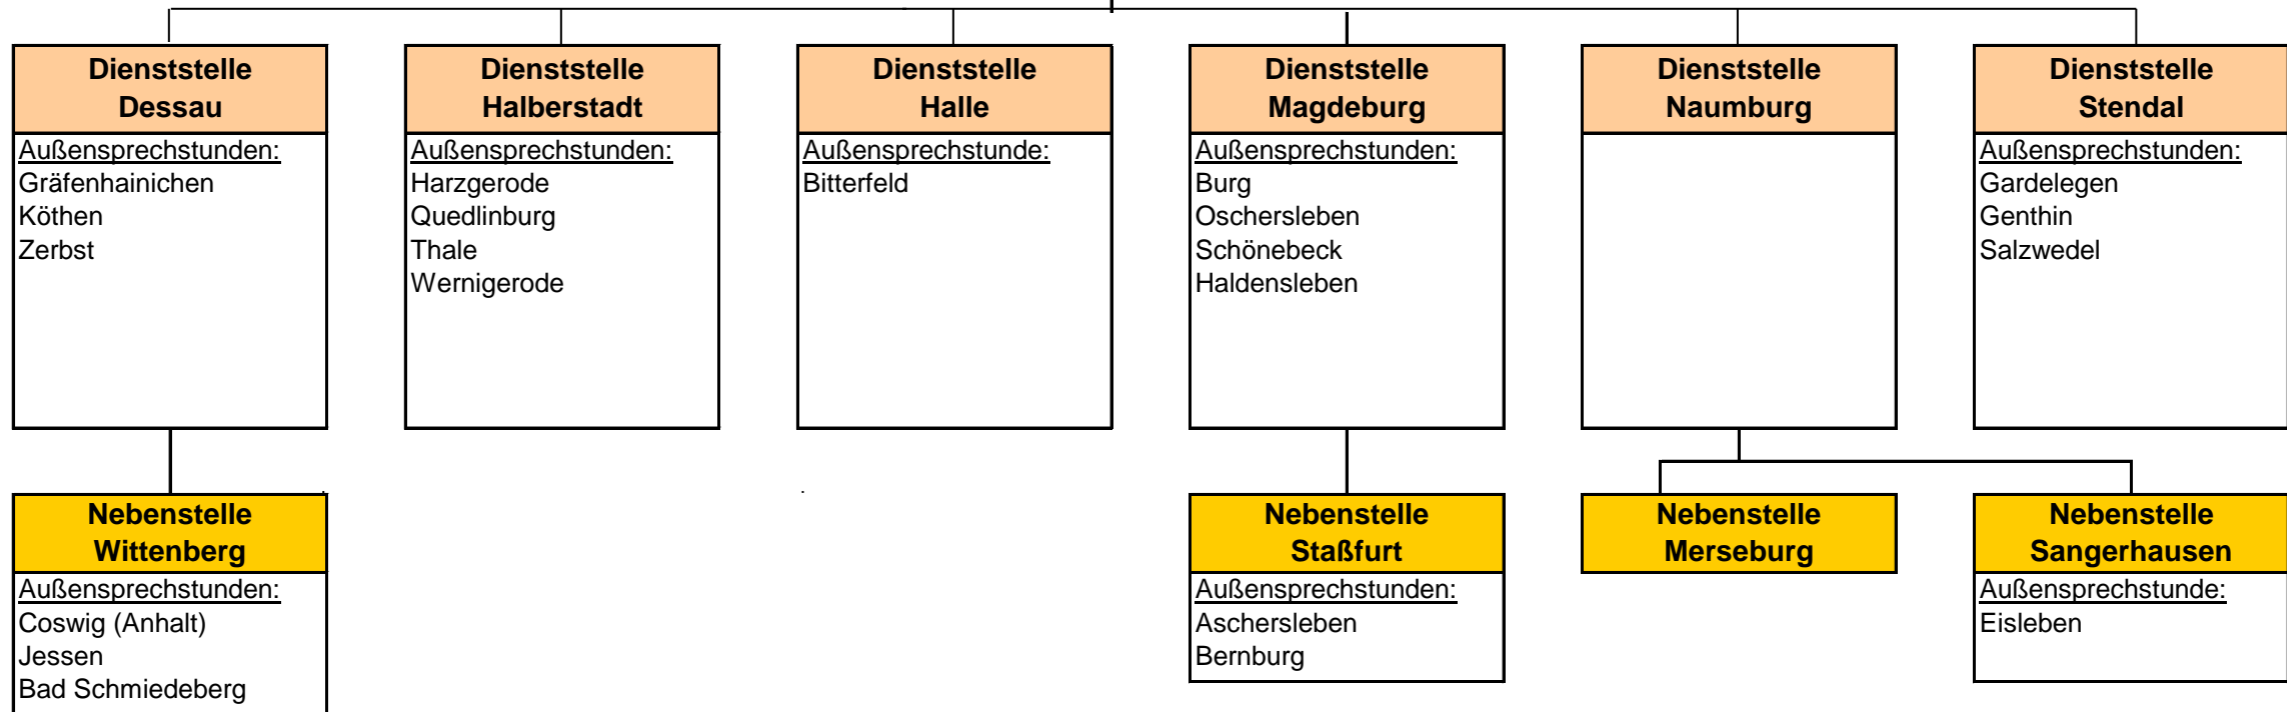 Dienststelle
Dessau
Außensprechstunden:
Gräfenhainichen
Köthen
Zerbst
Dienststelle
Halberstadt
Außensprechstunden:
Harzgerode
Quedlinburg
Thale
Wernigerode
Dienststelle
Halle
Außensprechstunde:
Bitterfeld
Dienststelle
Magdeburg
Außensprechstunden:
Burg
Oschersleben
Schönebeck
Haldensleben
Dienststelle
Naumburg
Dienststelle
Stendal
Außensprechstunden:
Gardelegen
Genthin
Salzwedel
Nebenstelle
Wittenberg
Außensprechstunden:
Coswig (Anhalt)
Jessen
Bad Schmiedeberg
Nebenstelle
Staßfurt
Außensprechstunden:
Aschersleben
Bernburg
Nebenstelle
Merseburg
Nebenstelle
Sangerhausen
Außensprechstunde:
Eisleben